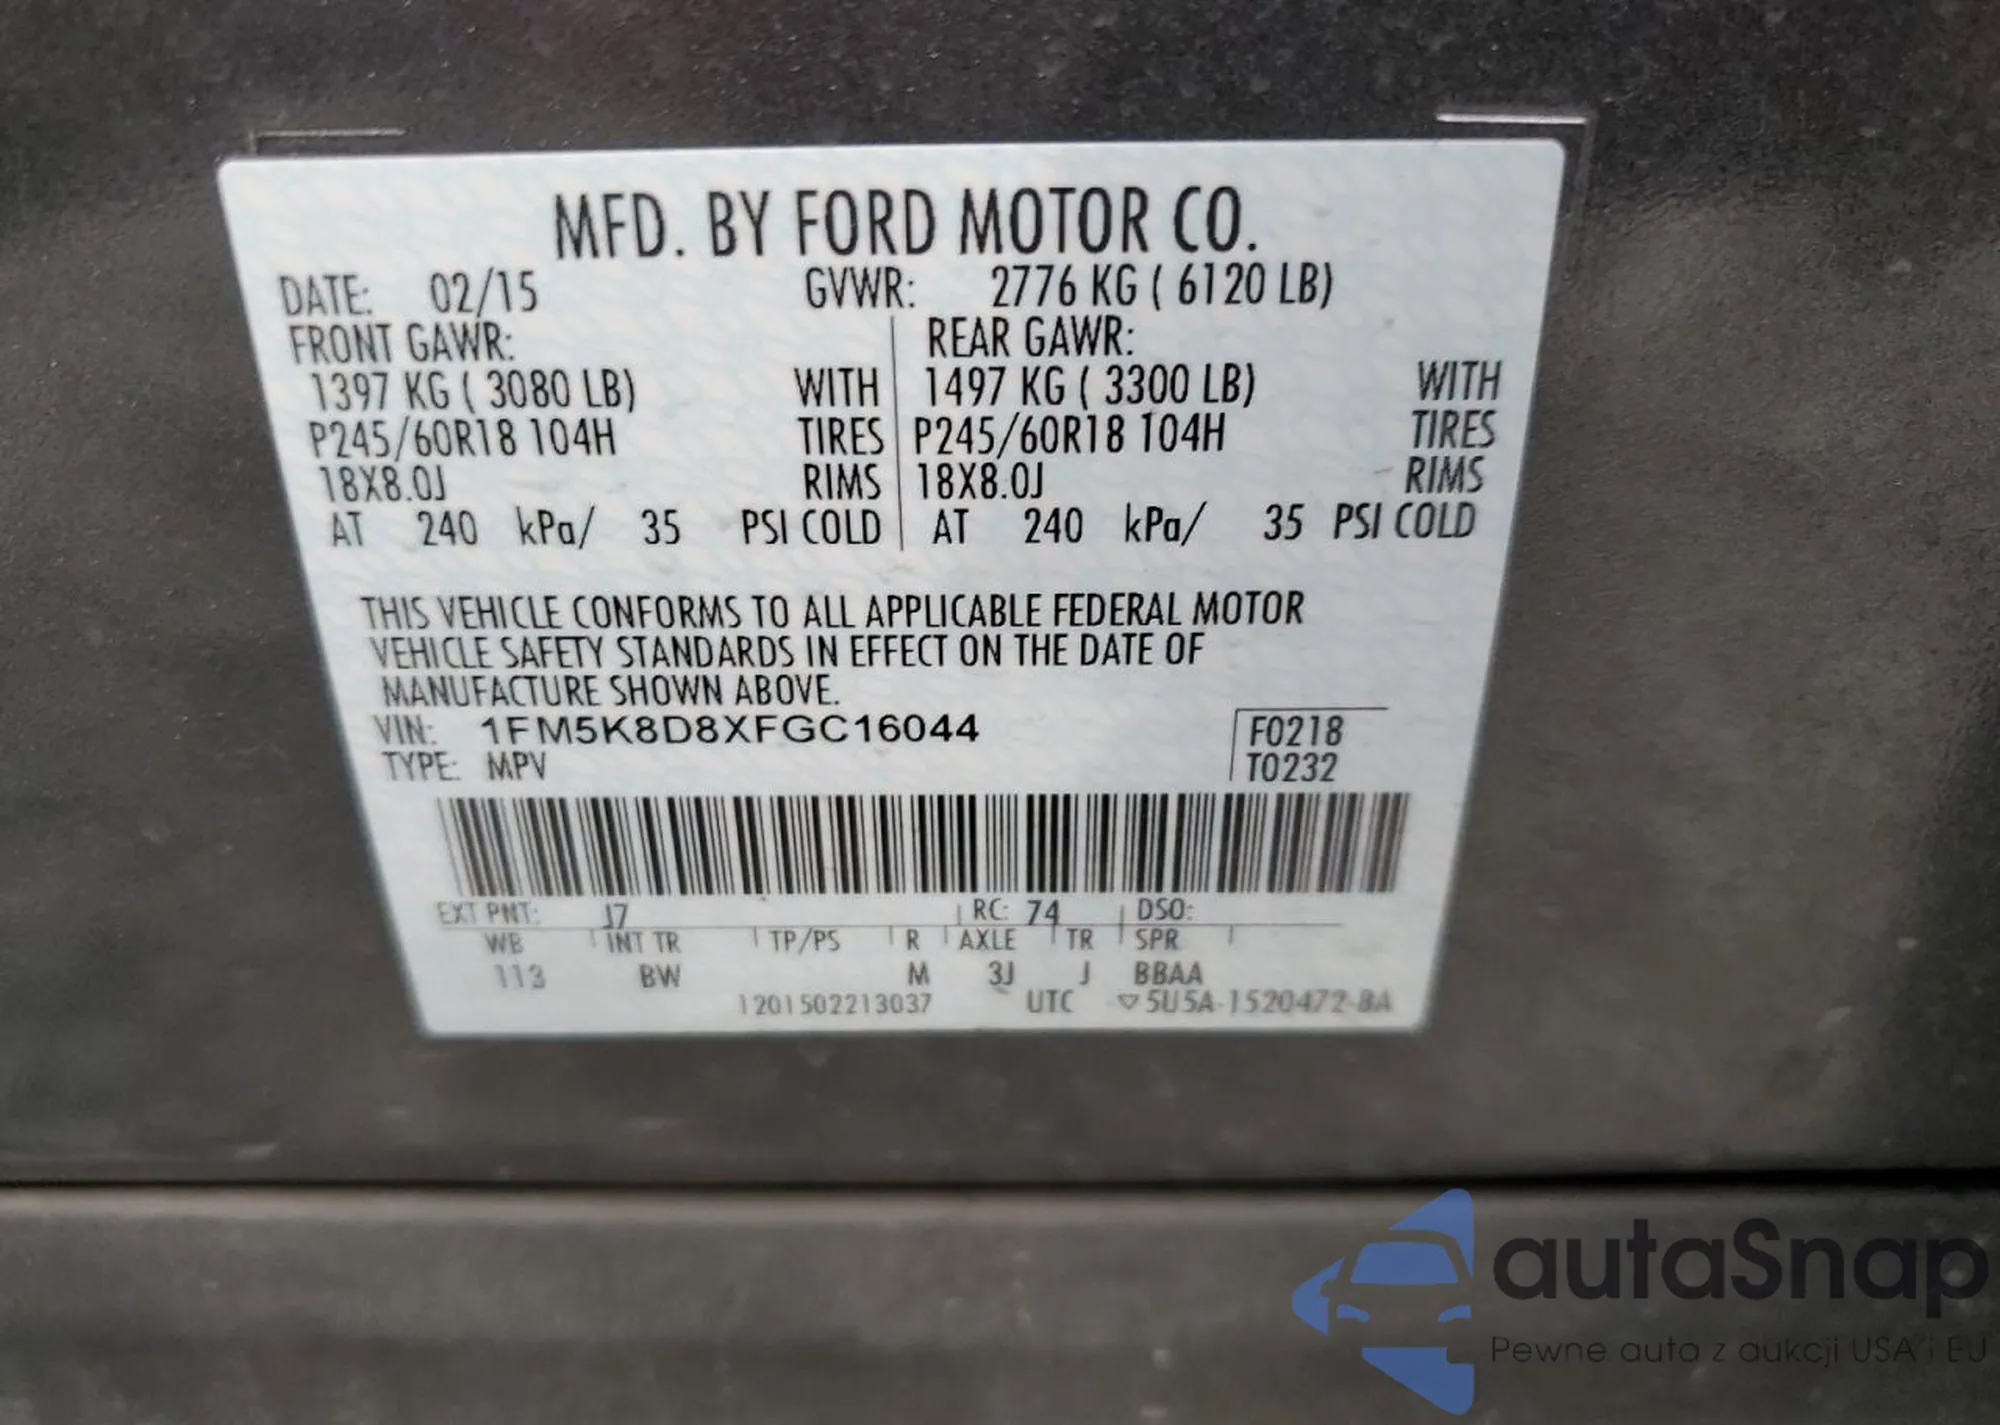 MFD. BY FORD MOTOR CO.
DATE: 02/15 GVWR: 2776 KG ( 6120 LB)
FRONT GAWR: REAR GAWR:
1397 KG ( 3080 LB) WITH 1497 KG ( 3300 LB) WITH
P245/60R18 104H TIRES P245/60R18 104H TIRES
18X8.0J RIMS 18X8.0J RIMS
AT 240 kPa/ 35 PSI COLD AT 240 kPa/ 35 PSI COLD
THIS VEHICLE CONFORMS TO ALL APPLICABLE FEDERAL MOTOR
VEHICLE SAFETY STANDARDS IN EFFECT ON THE DATE OF
MANUFACTURE SHOWN ABOVE.
VIN: 1FM5K8D8XFGC16044 F0218
TYPE: MPV T0232
EXT PNT: J7 RC: 74 DSO:
WB INT TR TP/PS R AXLE TR SPR
113 BW M 3J J BBAA
1201502213037 UTC ▽5U5A-1520472-BA
autaSnap
Pewne auta z aukcji USA i EU